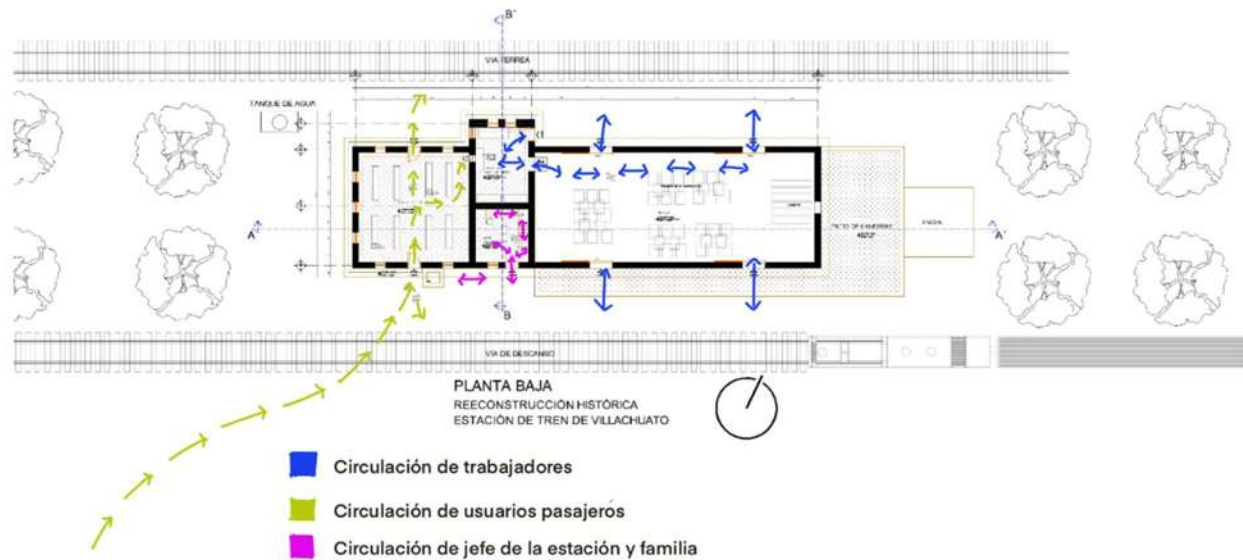 B'
VIA FERREA
TANQUE DE AGUA
A
A'
B
VIA DE DESCANSO
PLANTA BAJA
REECONSTRUCCIÓN HISTÓRICA
ESTACIÓN DE TREN DE VILLACHUATO
Circulación de trabajadores
Circulación de usuarios pasajeros
Circulación de jefe de la estación y familia